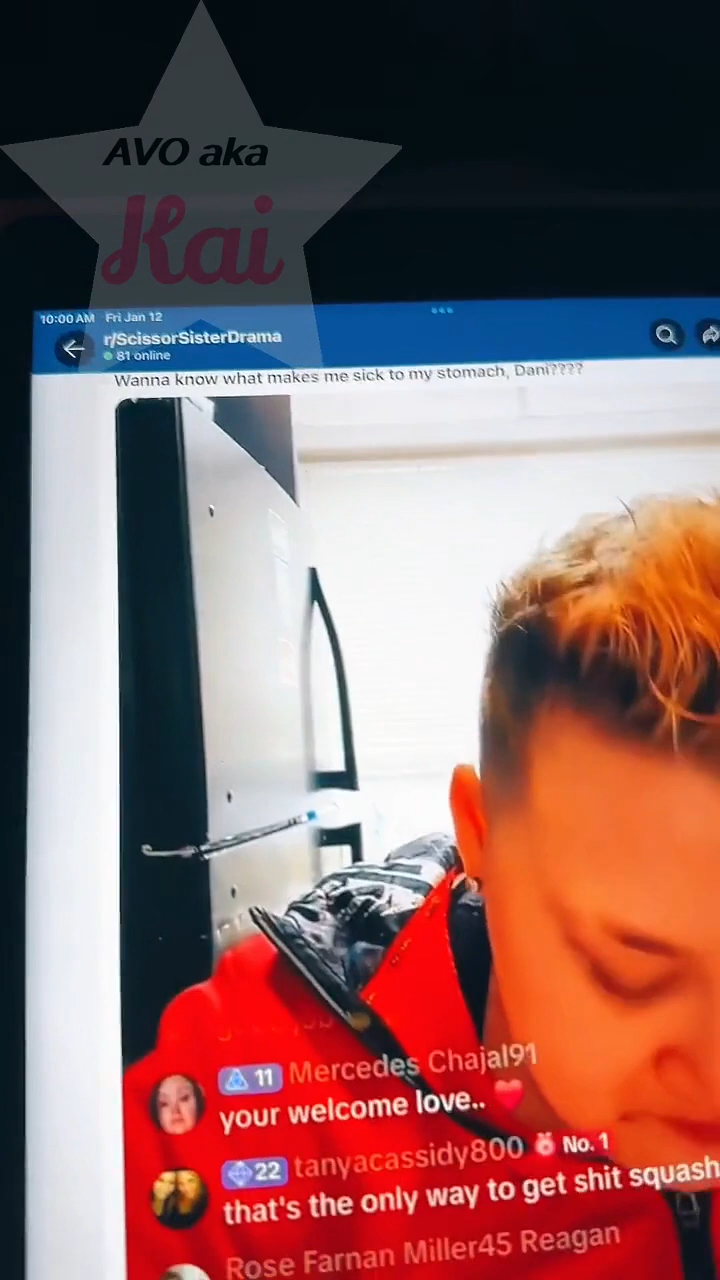 AVO aka
Kai
10:00 AM Fri Jan 12
r/ScissorSisterDrama
81 online
Wanna know what makes me sick to my stomach, Dani????
11 Mercedes Chajal91
your welcome love..
22 tanyacassidy800 No. 1
that's the only way to get shit squash
Rose Farnan Miller45 Reagan